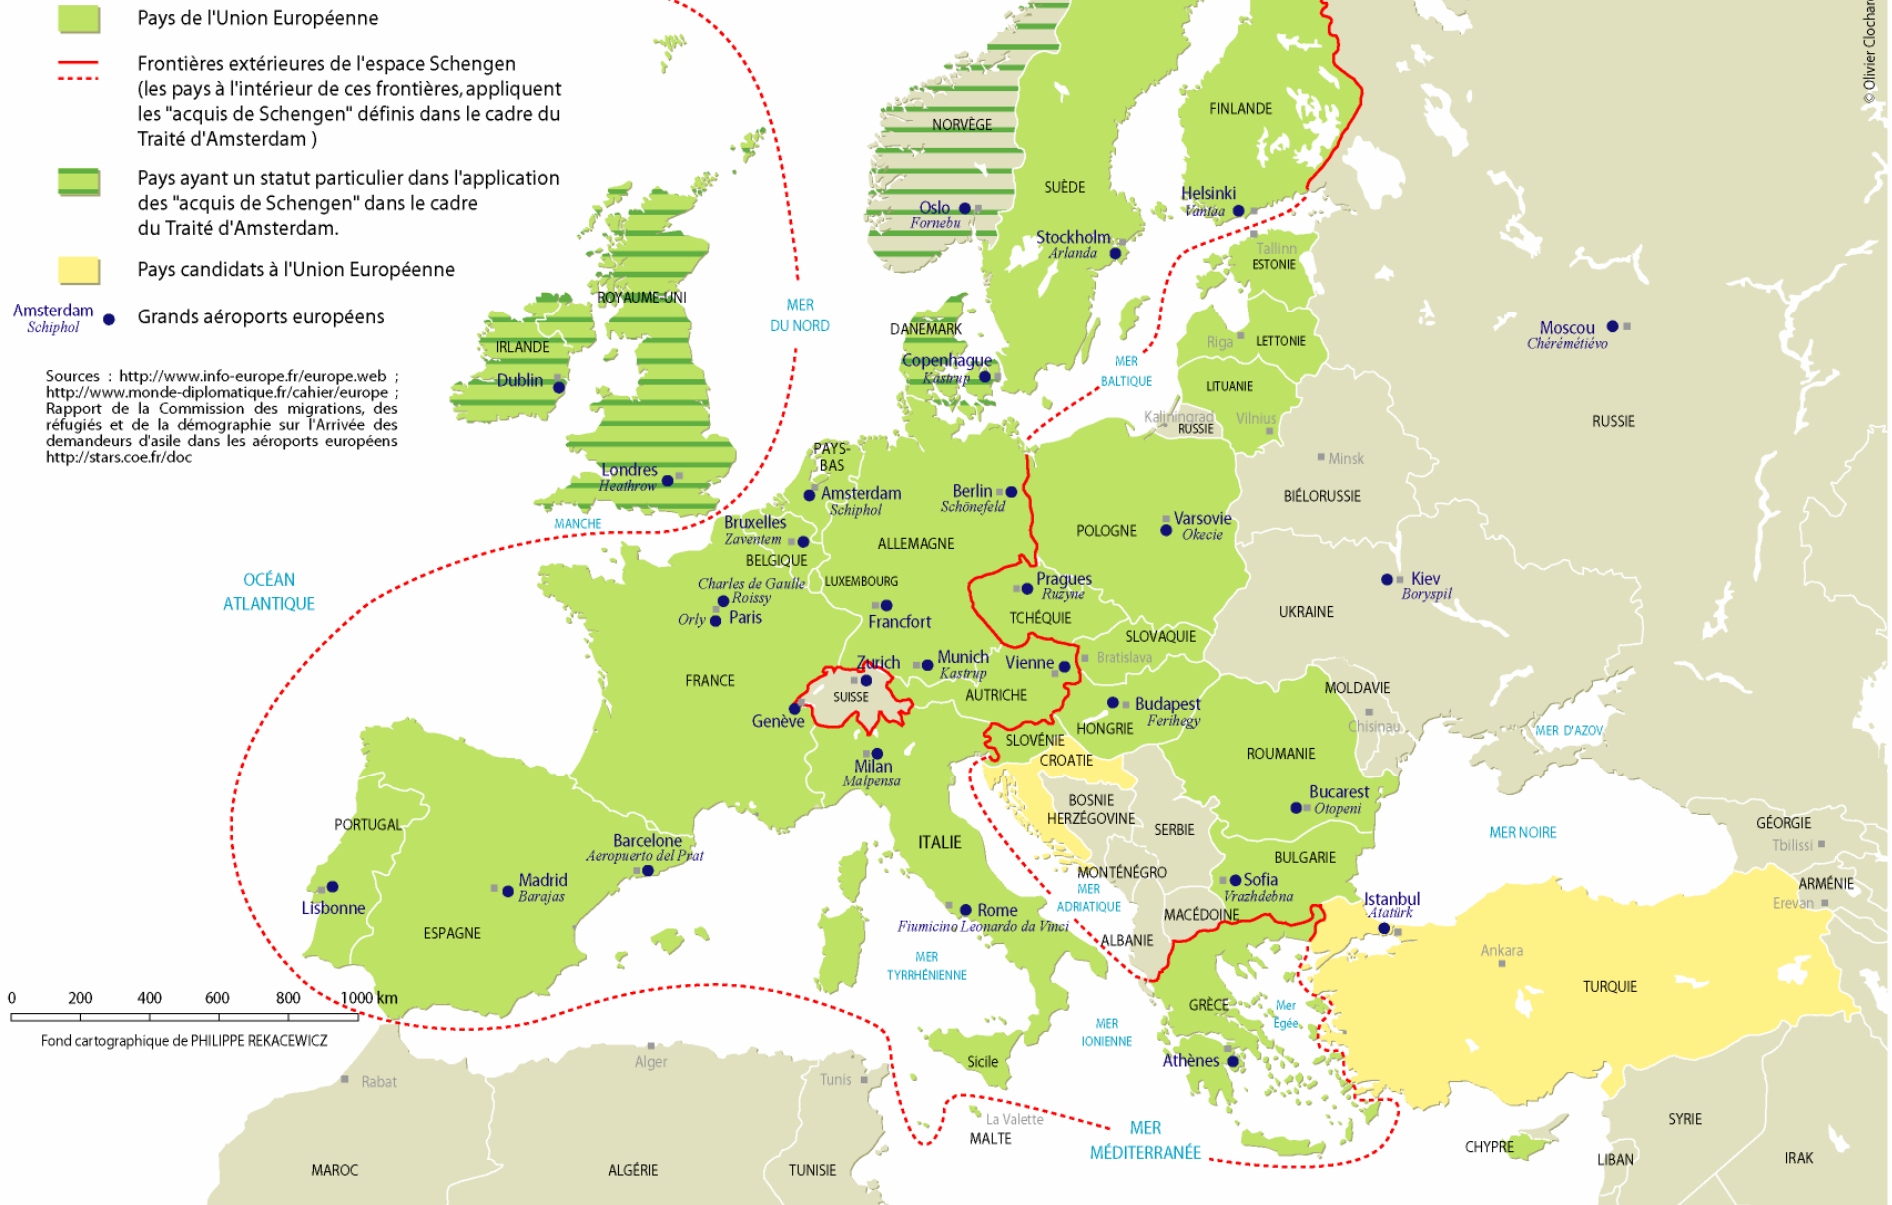 Pays de l'Union Européenne
Frontières extérieures de l'espace Schengen
(les pays à l'intérieur de ces frontières, appliquent
les "acquis de Schengen" définis dans le cadre du
Traité d'Amsterdam )
Pays ayant un statut particulier dans l'application
des "acquis de Schengen" dans le cadre
du Traité d'Amsterdam.
Pays candidats à l'Union Européenne
Amsterdam
Schiphol
Grands aéroports européens
Sources : http://www.info-europe.fr/europe.web ;
http://www.monde-diplomatique.fr/cahier/europe ;
Rapport de la Commission des migrations, des
réfugiés et de la démographie sur l'Arrivée des
demandeurs d'asile dans les aéroports européens
http://stars.coe.fr/doc
© Olivier Clochar
NORVÈGE
Oslo
Fornebu
SUÈDE
Stockholm
Arlanda
FINLANDE
Helsinki
Vantaa
Tallinn
ESTONIE
Riga
LETTONIE
LITUANIE
Vilnius
Kaliningrad
RUSSIE
Moscou
Chérémétiévo
RUSSIE
Minsk
BIÉLORUSSIE
ROYAUME-UNI
IRLANDE
Dublin
Londres
Heathrow
MER
DU NORD
DANEMARK
Copenhague
Kastrup
MER
BALTIQUE
MANCHE
OCÉAN
ATLANTIQUE
PAYS-
BAS
Amsterdam
Schiphol
Bruxelles
Zaventem
BELGIQUE
LUXEMBOURG
Berlin
Schönefeld
ALLEMAGNE
Francfort
Munich
Kastrup
POLOGNE
Varsovie
Okecie
Pragues
Ruzyne
TCHÉQUIE
SLOVAQUIE
Bratislava
Vienne
AUTRICHE
Budapest
Ferihegy
HONGRIE
SLOVÉNIE
CROATIE
BOSNIE
HERZÉGOVINE
SERBIE
MONTÉNÉGRO
MACÉDOINE
ALBANIE
Kiev
Boryspil
UKRAINE
MOLDAVIE
Chisinau
ROUMANIE
Bucarest
Otopeni
BULGARIE
Sofia
Vrazhdebna
MER D'AZOV
MER NOIRE
GÉORGIE
Tbilissi
ARMÉNIE
Erevan
Charles de Gaulle
Roissy
Orly
Paris
FRANCE
Zurich
SUISSE
Genève
Milan
Malpensa
ITALIE
Rome
Fiumicino Leonardo da Vinci
MER
ADRIATIQUE
MER
TYRRHÉNIENNE
MER
IONIENNE
Sicile
PORTUGAL
Lisbonne
ESPAGNE
Madrid
Barajas
Barcelone
Aeropuerto del Prat
GRÈCE
Athènes
Mer
Egée
Istanbul
Atatürk
Ankara
TURQUIE
0 200 400 600 800 1000 km
Fond cartographique de PHILIPPE REKACEWICZ
Rabat
MAROC
Alger
ALGÉRIE
Tunis
TUNISIE
La Valette
MALTE
MER
MÉDITERRANÉE
CHYPRE
LIBAN
SYRIE
IRAK